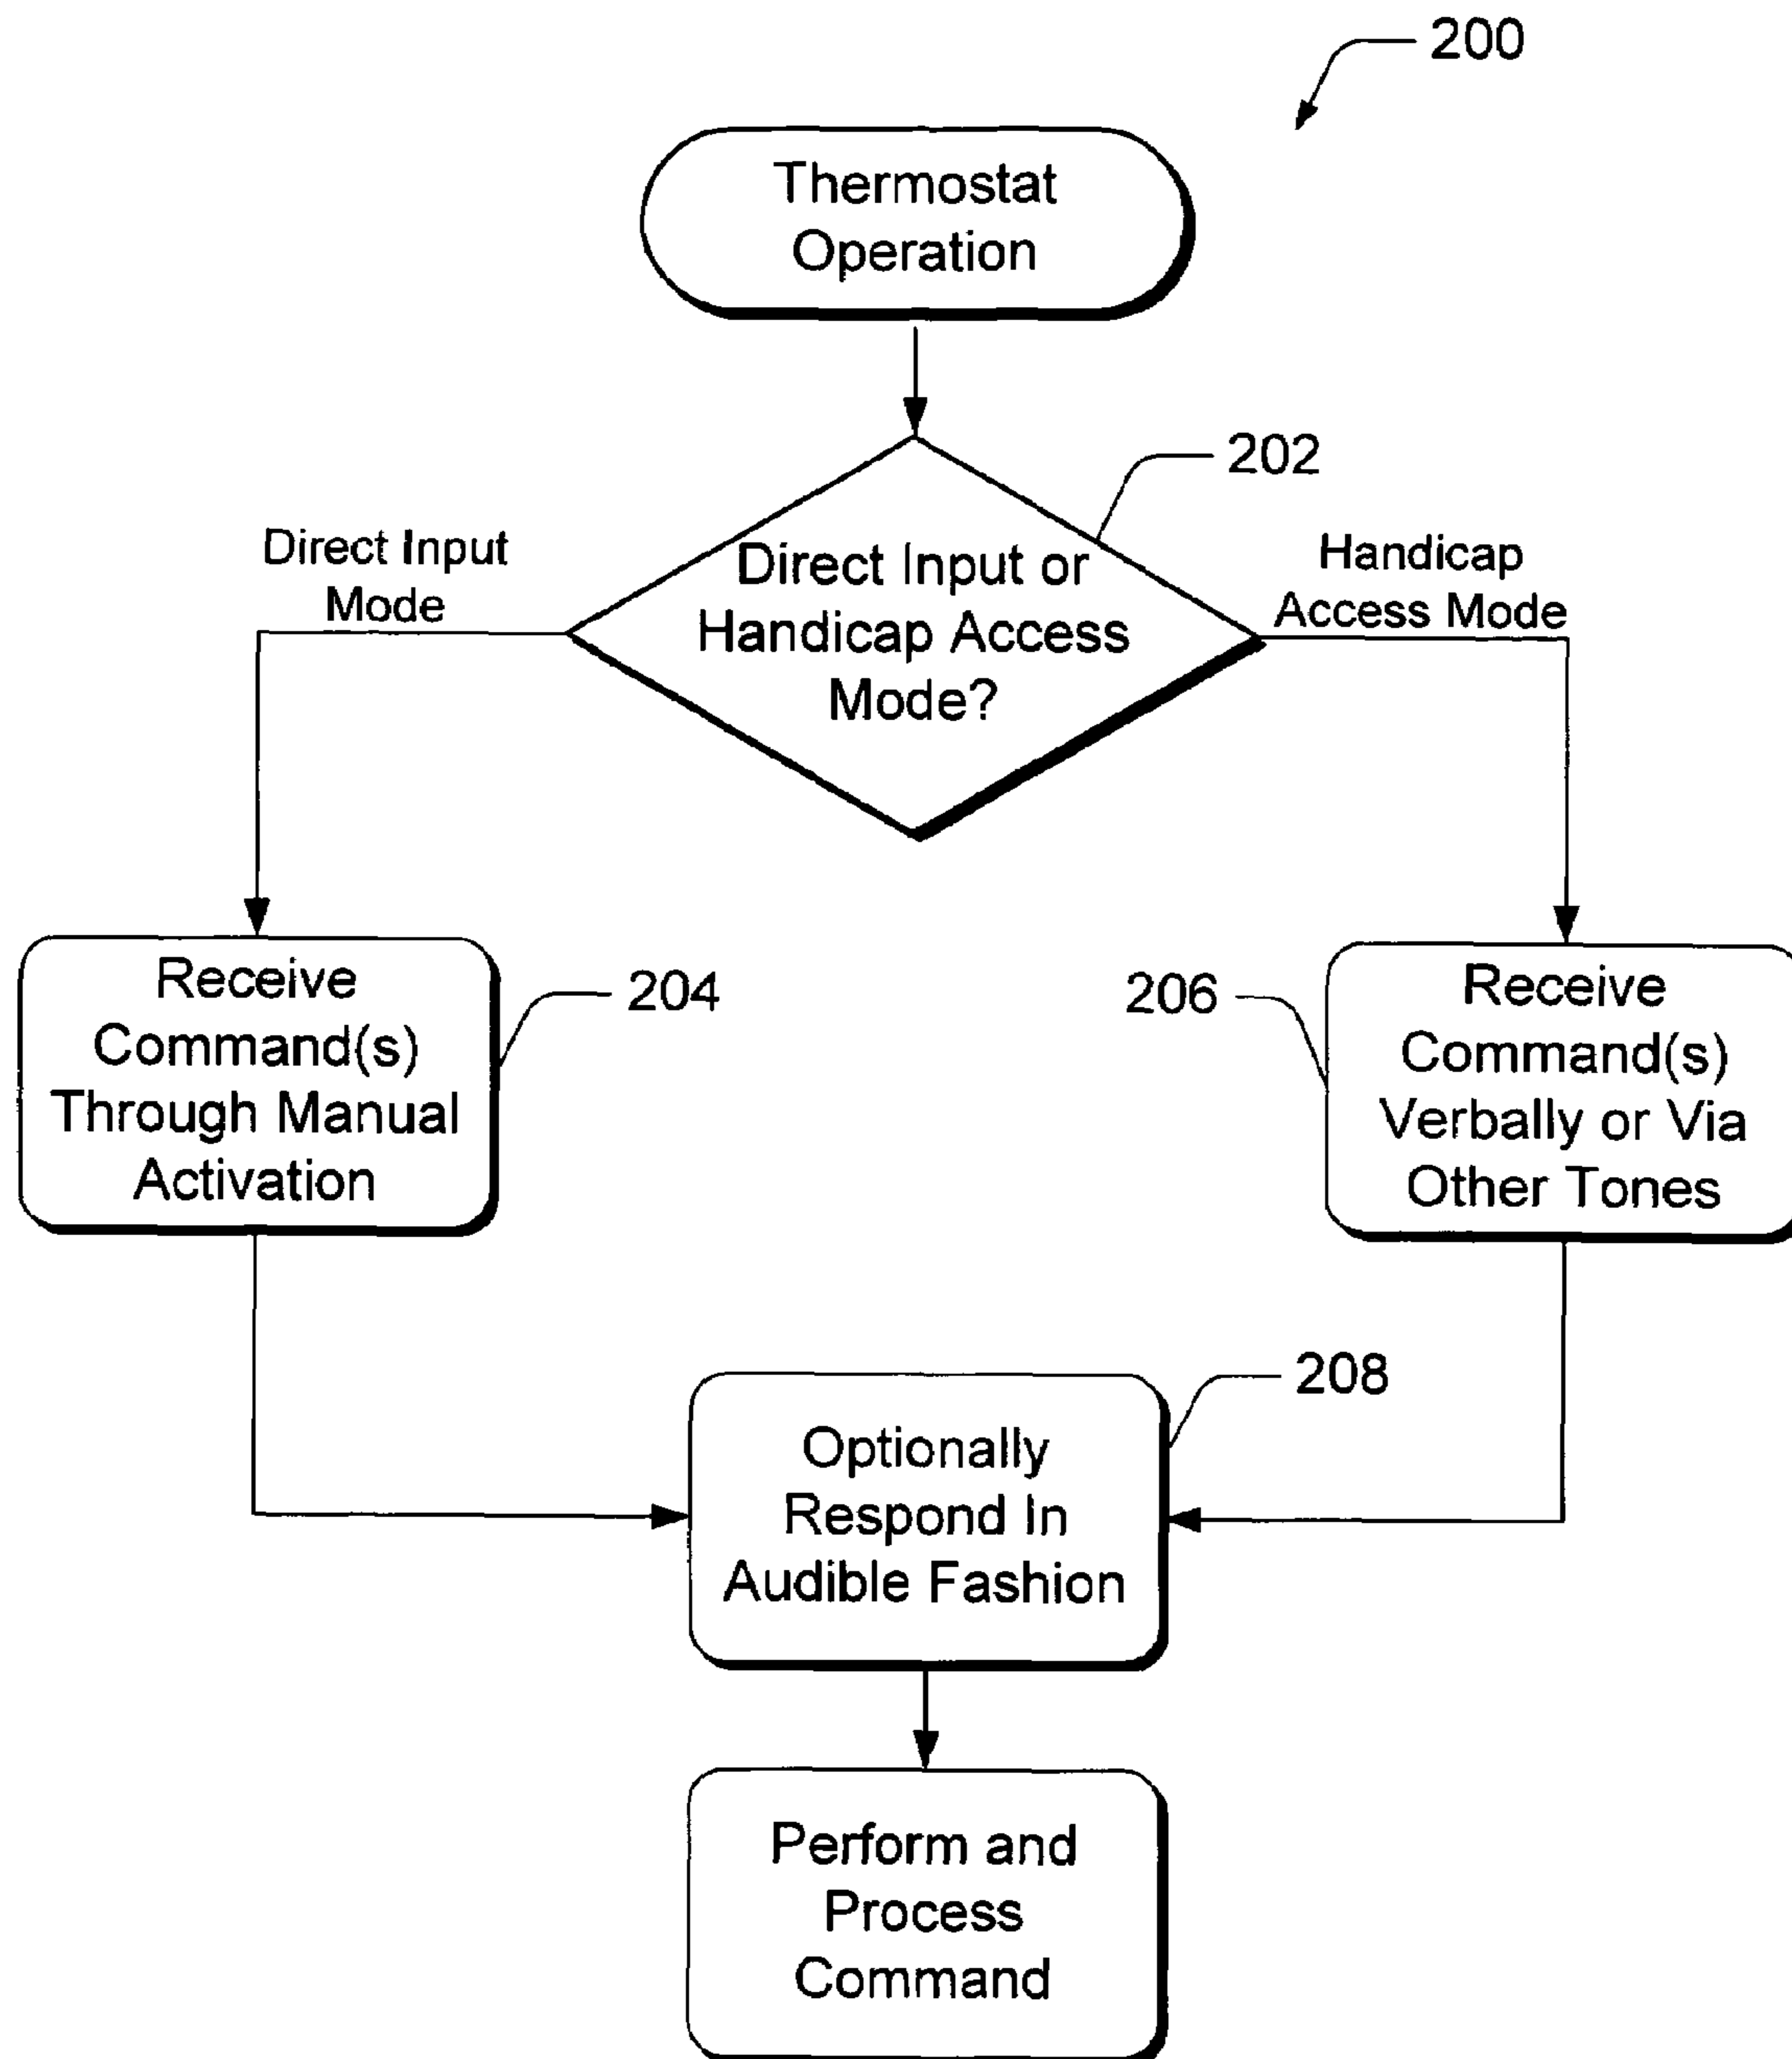 200
Thermostat
Operation
202
Direct Input
Mode
Direct Input or
Handicap Access
Mode?
Handicap
Access Mode
Receive
Command(s)
Through Manual
Activation
204
206
Receive
Command(s)
Verbally or Via
Other Tones
208
Optionally
Respond In
Audible Fashion
Perform and
Process
Command